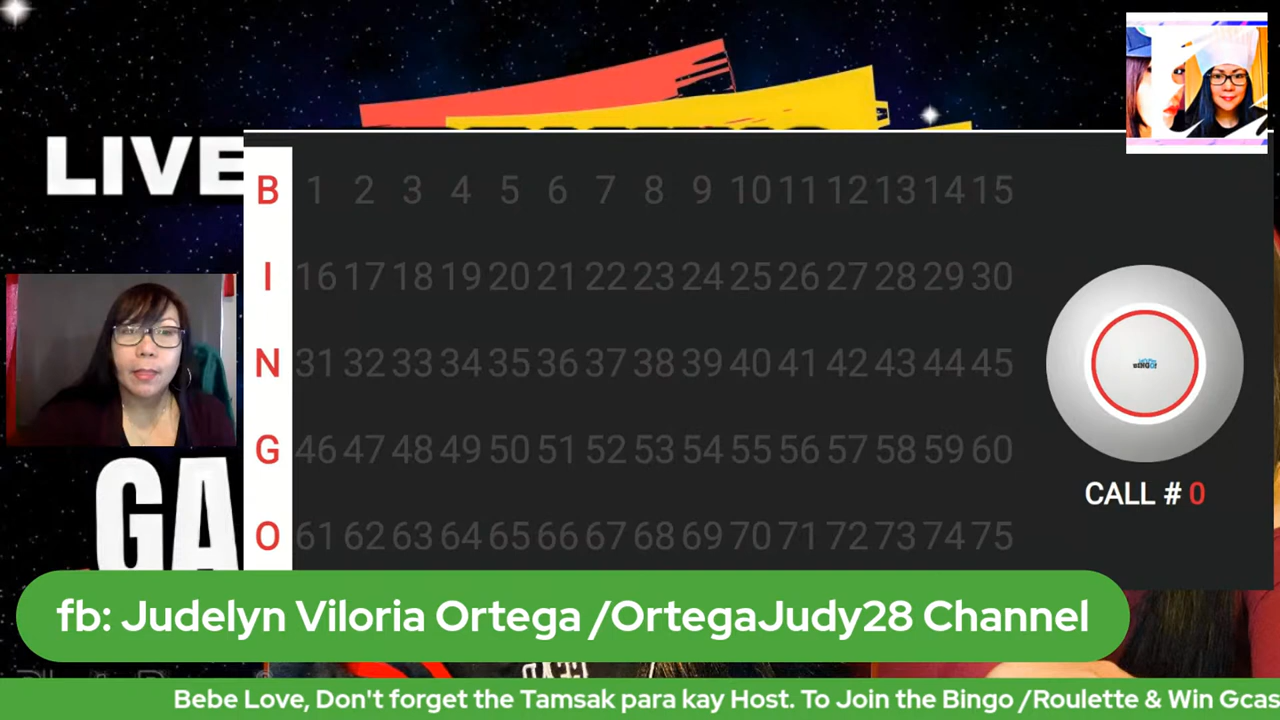 LIVE
B 1 2 3 4 5 6 7 8 9 10 11 12 13 14 15
I 16 17 18 19 20 21 22 23 24 25 26 27 28 29 30
N 31 32 33 34 35 36 37 38 39 40 41 42 43 44 45
G 46 47 48 49 50 51 52 53 54 55 56 57 58 59 60
O 61 62 63 64 65 66 67 68 69 70 71 72 73 74 75
CALL # 0
GA
fb: Judelyn Viloria Ortega /OrtegaJudy28 Channel
Bebe Love, Don't forget the Tamsak para kay Host. To Join the Bingo /Roulette & Win Gcas